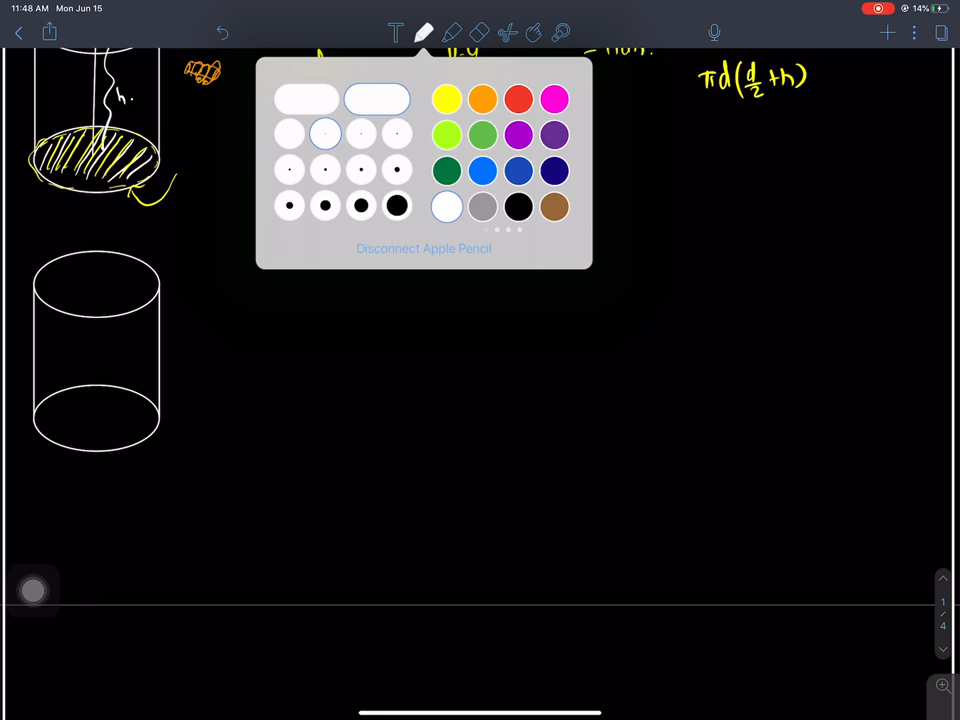 11:48 AM Mon Jun 15
14%
T
πd(d/2+h)
h.
Disconnect Apple Pencil
1
/
4